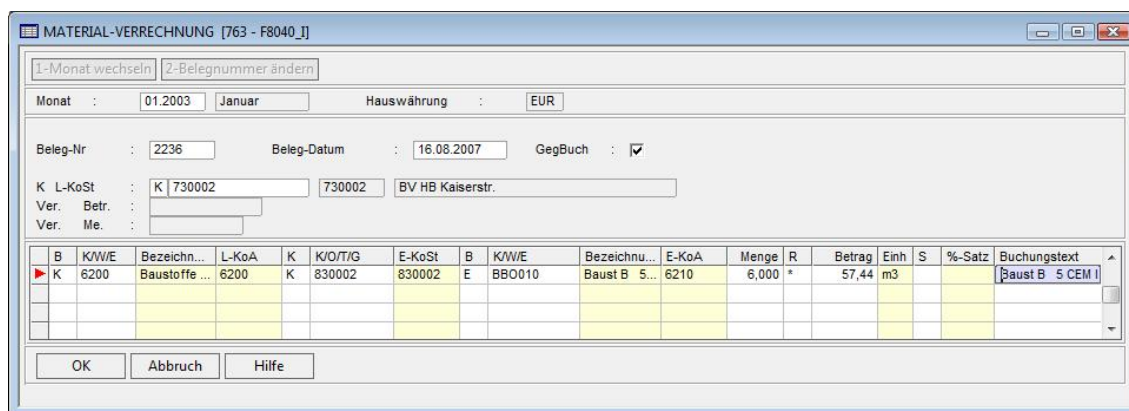 MATERIAL-VERRECHNUNG [763 - F8040_I]
1-Monat wechseln 2-Belegnummer ändern
Monat : 01.2003 Januar Hauswährung : EUR
Beleg-Nr : 2236 Beleg-Datum : 16.08.2007 GegBuch :
K L-KoSt : K 730002 730002 BV HB Kaiserstr.
Ver. Betr. :
Ver. Me. :
B K/W/E Bezeichn... L-KoA K K/O/T/G E-KoSt B K/W/E Bezeichnu... E-KoA Menge R Betrag Einh S %-Satz Buchungstext
K 6200 Baustoffe ... 6200 K 830002 830002 E BBO010 Baust B 5... 6210 6,000 * 57,44 m3 Baust B 5 CEM I
OK Abbruch Hilfe